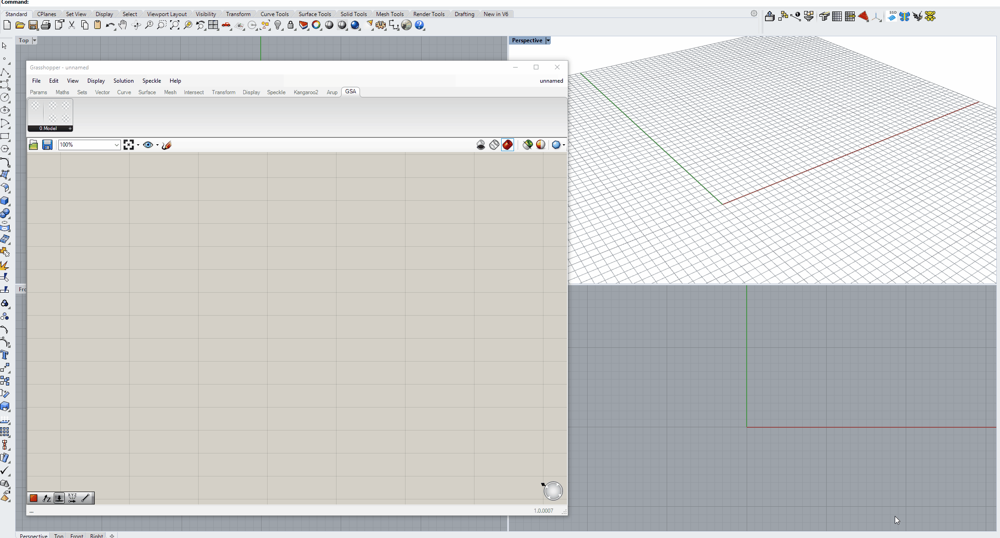 Command:
Standard CPlanes Set View Display Select Viewport Layout Visibility Transform Curve Tools Surface Tools Solid Tools Mesh Tools Render Tools Drafting New in V6
SSD
Top
Perspective
Grasshopper - unnamed
File Edit View Display Solution Speckle Help unnamed
Params Maths Sets Vector Curve Surface Mesh Intersect Transform Display Speckle Kangaroo2 Arup GSA
0.Model +
100%
Fro
XYZ
Z
... 1.0.0007
Perspective Top Front Right